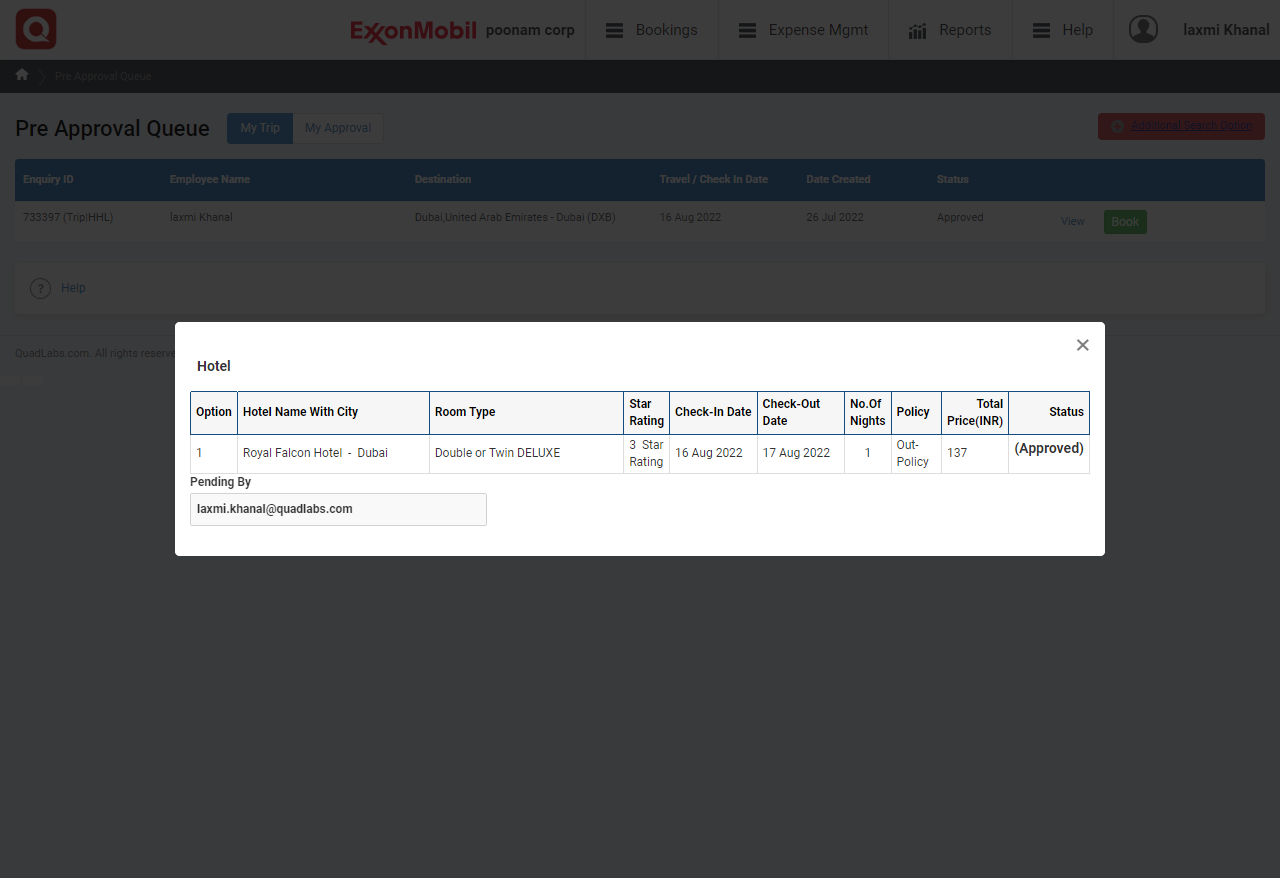 ExxonMobil poonam corp Bookings Expense Mgmt Reports Help laxmi Khanal
Pre Approval Queue
Pre Approval Queue My Trip My Approval Additional Search Option
Enquiry ID Employee Name Destination Travel / Check In Date Date Created Status
733397 (Trip|HHL) laxmi Khanal Dubai,United Arab Emirates - Dubai (DXB) 16 Aug 2022 26 Jul 2022 Approved View Book
? Help
QuadLabs.com. All rights reserve
×
Hotel
Option Hotel Name With City Room Type Star Rating Check-In Date Check-Out Date No.Of Nights Policy Total Price(INR) Status
1 Royal Falcon Hotel - Dubai Double or Twin DELUXE 3 Star Rating 16 Aug 2022 17 Aug 2022 1 Out-Policy 137 (Approved)
Pending By
laxmi.khanal@quadlabs.com